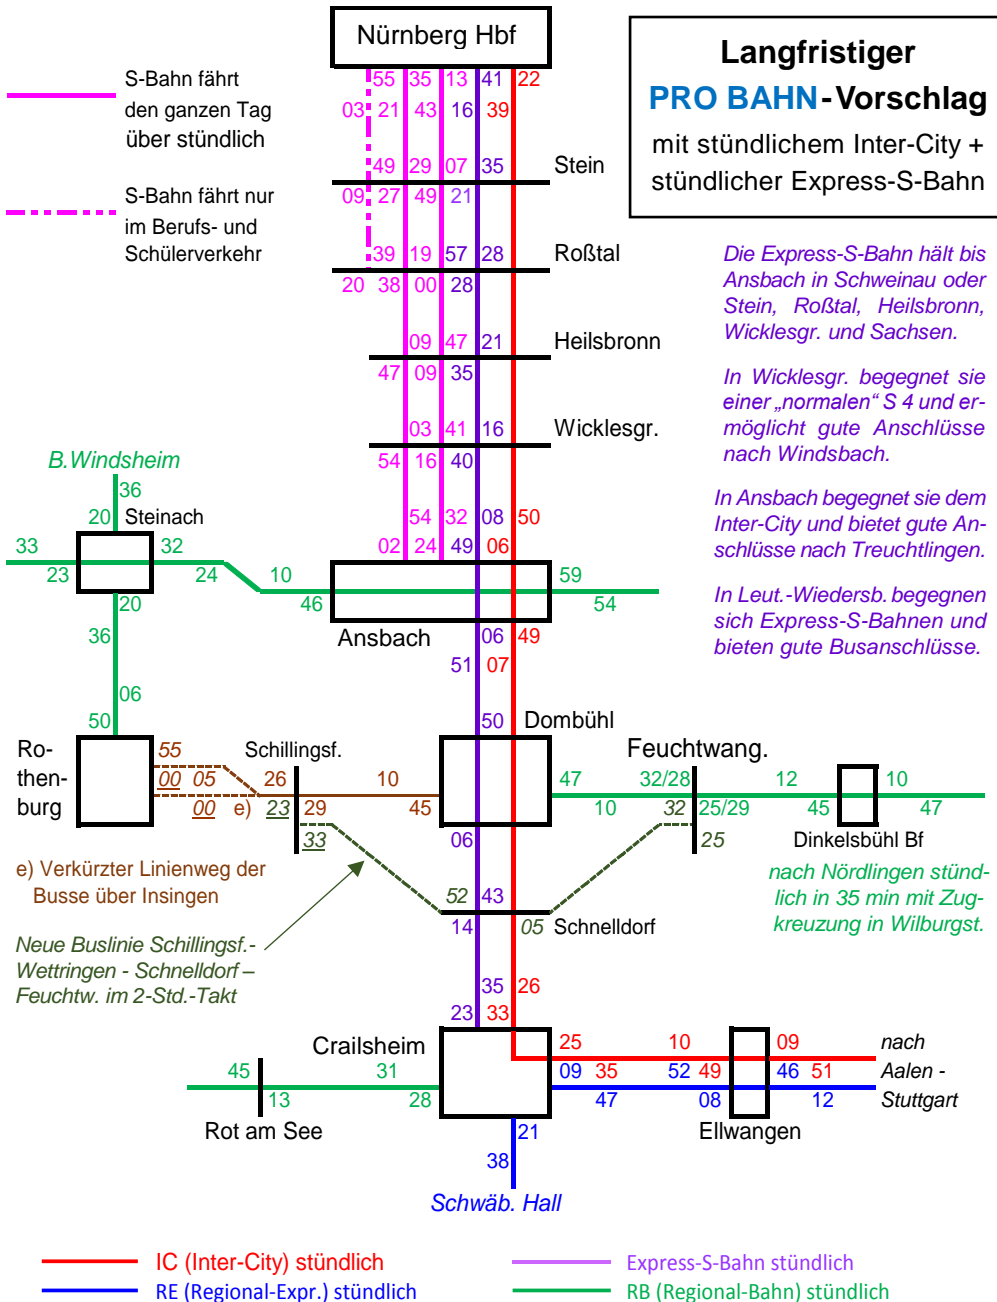 Nürnberg Hbf
Langfristiger
PRO BAHN-Vorschlag
mit stündlichem Inter-City +
stündlicher Express-S-Bahn
S-Bahn fährt
den ganzen Tag
über stündlich
S-Bahn fährt nur
im Berufs- und
Schülerverkehr
55 35 13 41 22
03 21 43 16 39
49 29 07 35 Stein
09 27 49 21
39 19 57 28 Roßtal
20 38 00 28
09 47 21 Heilsbronn
47 09 35
03 41 16 Wicklesgr.
54 16 40
54 32 08 50
02 24 49 06
Die Express-S-Bahn hält bis
Ansbach in Schweinau oder
Stein, Roßtal, Heilsbronn,
Wicklesgr. und Sachsen.
In Wicklesgr. begegnet sie
einer „normalen“ S 4 und er-
möglicht gute Anschlüsse
nach Windsbach.
In Ansbach begegnet sie dem
Inter-City und bietet gute An-
schlüsse nach Treuchtlingen.
In Leut.-Wiedersb. begegnen
sich Express-S-Bahnen und
bieten gute Busanschlüsse.
B.Windsheim
36
20 Steinach
33 32
23 24
10 59
46 54
20
36
Ansbach 06 49
51 07
06
50
50 Dombühl
Ro-
then-
burg
55
00 05
00 e)
Schillingsf.
26 10
23 29 45
33
06
Feuchtwang.
47 32/28 12 10
10 32 25/29 45 47
25
Dinkelsbühl Bf
nach Nördlingen stünd-
lich in 35 min mit Zug-
kreuzung in Wilburgst.
e) Verkürzter Linienweg der
Busse über Insingen
52 43
14 05 Schnelldorf
Neue Buslinie Schillingsf.-
Wettringen - Schnelldorf –
Feuchtw. im 2-Std.-Takt
35 26
23 33
Crailsheim
45 31
13 28
Rot am See
25 10 09 nach
09 35 52 49 46 51 Aalen -
47 08 12 Stuttgart
Ellwangen
21
38
Schwäb. Hall
IC (Inter-City) stündlich
Express-S-Bahn stündlich
RE (Regional-Expr.) stündlich
RB (Regional-Bahn) stündlich